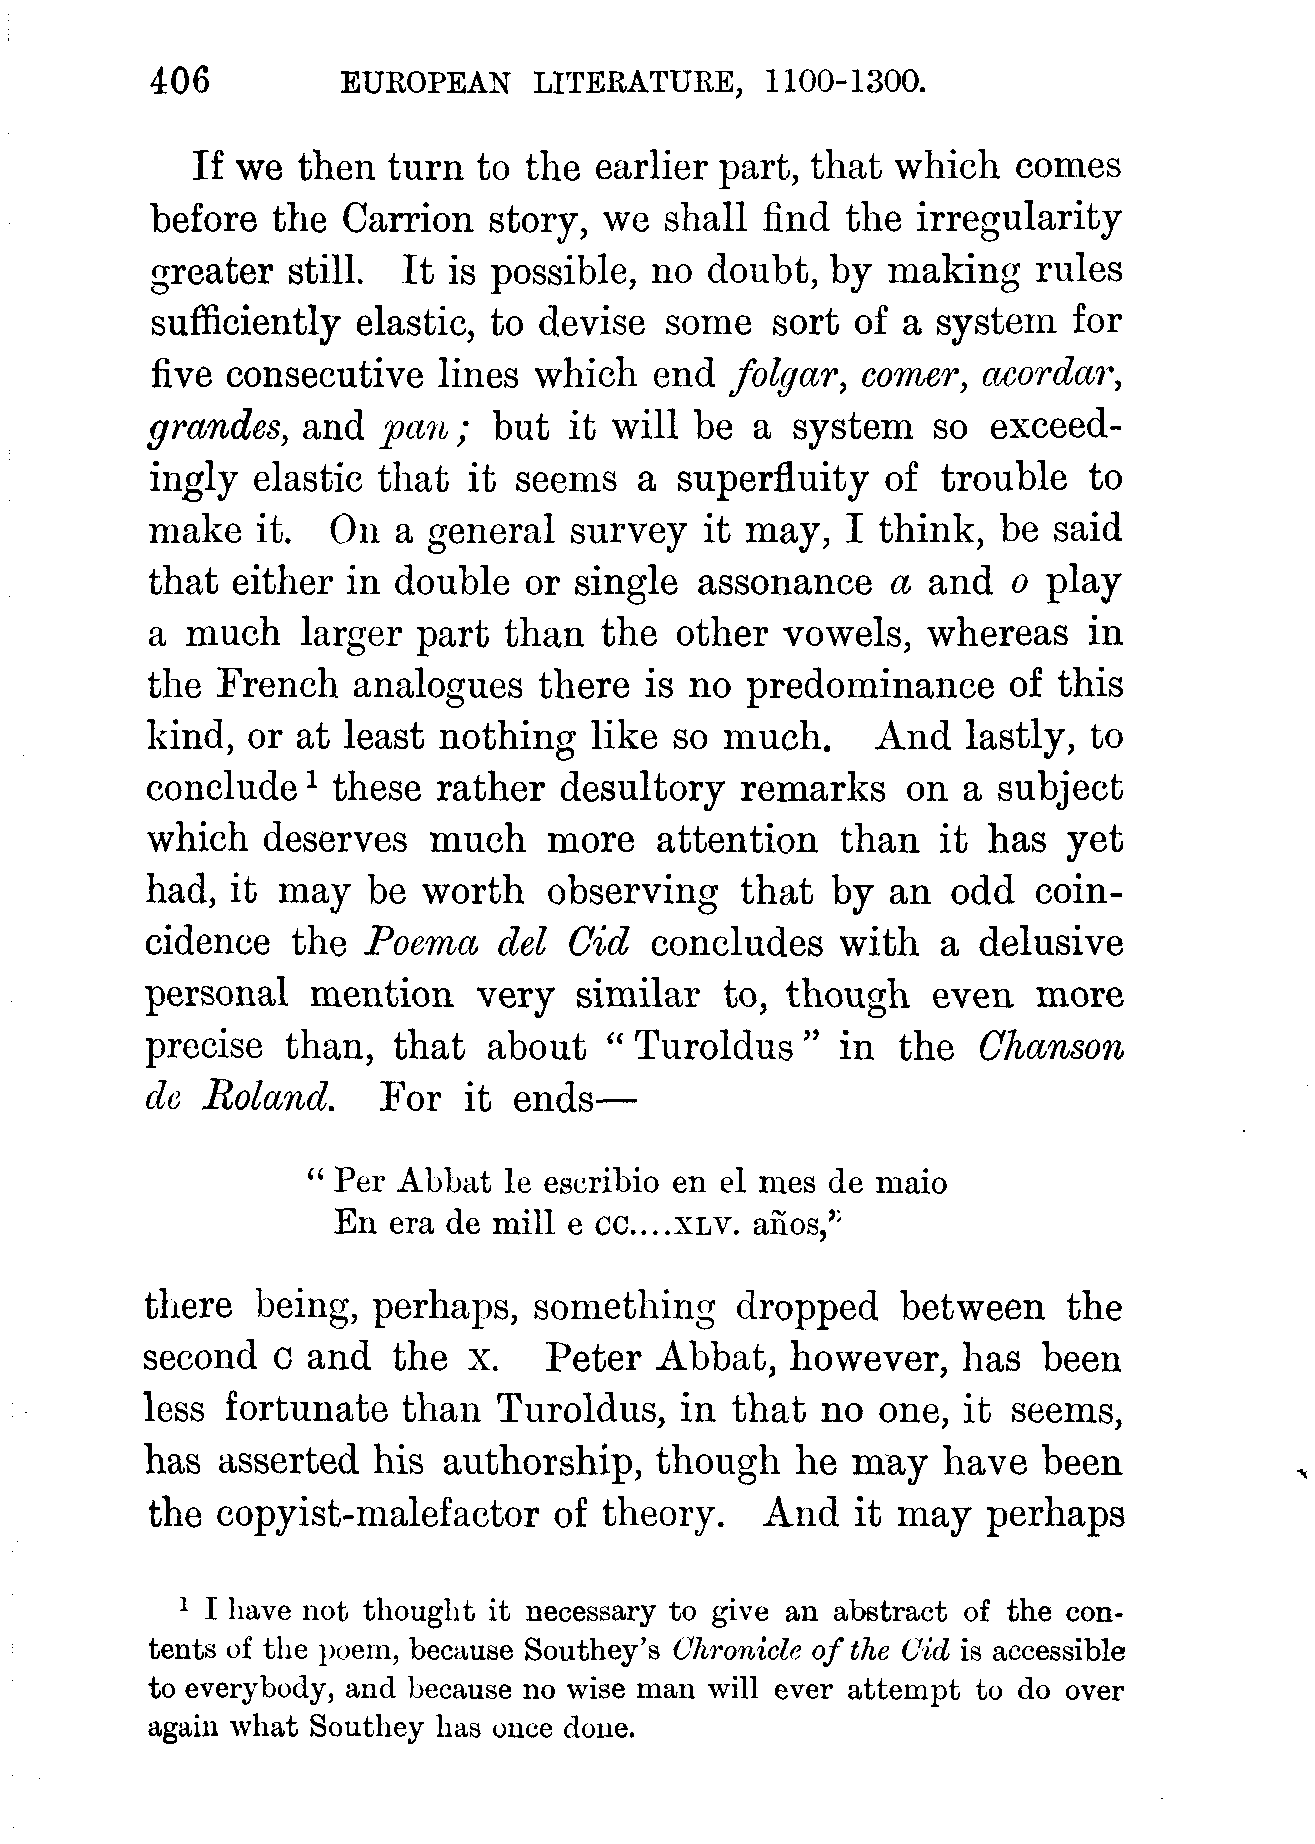 406 EUROPEAN LITERATURE, 1100-1300.
If we then turn to the earlier part, that which comes
before the Carrion story, we shall find the irregularity
greater still. It is possible, no doubt, by making rules
sufficiently elastic, to devise some sort of a system for
five consecutive lines which end folgar, comer, acordar,
grandes, and pan; but it will be a system so exceed-
ingly elastic that it seems a superfluity of trouble to
make it. On a general survey it may, I think, be said
that either in double or single assonance a and o play
a much larger part than the other vowels, whereas in
the French analogues there is no predominance of this
kind, or at least nothing like so much. And lastly, to
conclude¹ these rather desultory remarks on a subject
which deserves much more attention than it has yet
had, it may be worth observing that by an odd coin-
cidence the Poema del Cid concludes with a delusive
personal mention very similar to, though even more
precise than, that about "Turoldus" in the Chanson
de Roland. For it ends—
"Per Abbat le escribio en el mes de maio
En era de mill e CC....XLV. años,"
there being, perhaps, something dropped between the
second C and the X. Peter Abbat, however, has been
less fortunate than Turoldus, in that no one, it seems,
has asserted his authorship, though he may have been
the copyist-malefactor of theory. And it may perhaps
¹ I have not thought it necessary to give an abstract of the con-
tents of the poem, because Southey's Chronicle of the Cid is accessible
to everybody, and because no wise man will ever attempt to do over
again what Southey has once done.